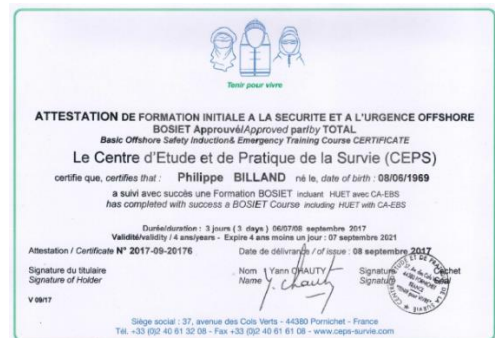 Tenir pour vivre
ATTESTATION DE FORMATION INITIALE A LA SECURITE ET A L'URGENCE OFFSHORE
BOSIET Approuvé/Approved par/by TOTAL
Basic Offshore Safety Induction& Emergency Training Course CERTIFICATE
Le Centre d'Etude et de Pratique de la Survie (CEPS)
certifie que, certifies that : Philippe BILLAND né le, date of birth : 08/06/1969
a suivi avec succès une Formation BOSIET incluant HUET avec CA-EBS
has completed with success a BOSIET Course including HUET with CA-EBS
Durée/duration : 3 jours ( 3 days ) 06/07/08 septembre 2017
Validité/validity / 4 ans/years - Expire 4 ans moins un jour : 07 septembre 2021
Attestation / Certificate N° 2017-09-20176 Date de délivrance / of issue : 08 septembre 2017
Signature du titulaire Nom Yann CHAUTY Signature Cachet
Signature of Holder Name Y. Chauty Signature
V 09/17
Siège social : 37, avenue des Cols Verts - 44380 Pornichet - France
Tél. +33 (0)2 40 61 32 08 - Fax +33 (0)2 40 61 61 08 - www.ceps-survie.com